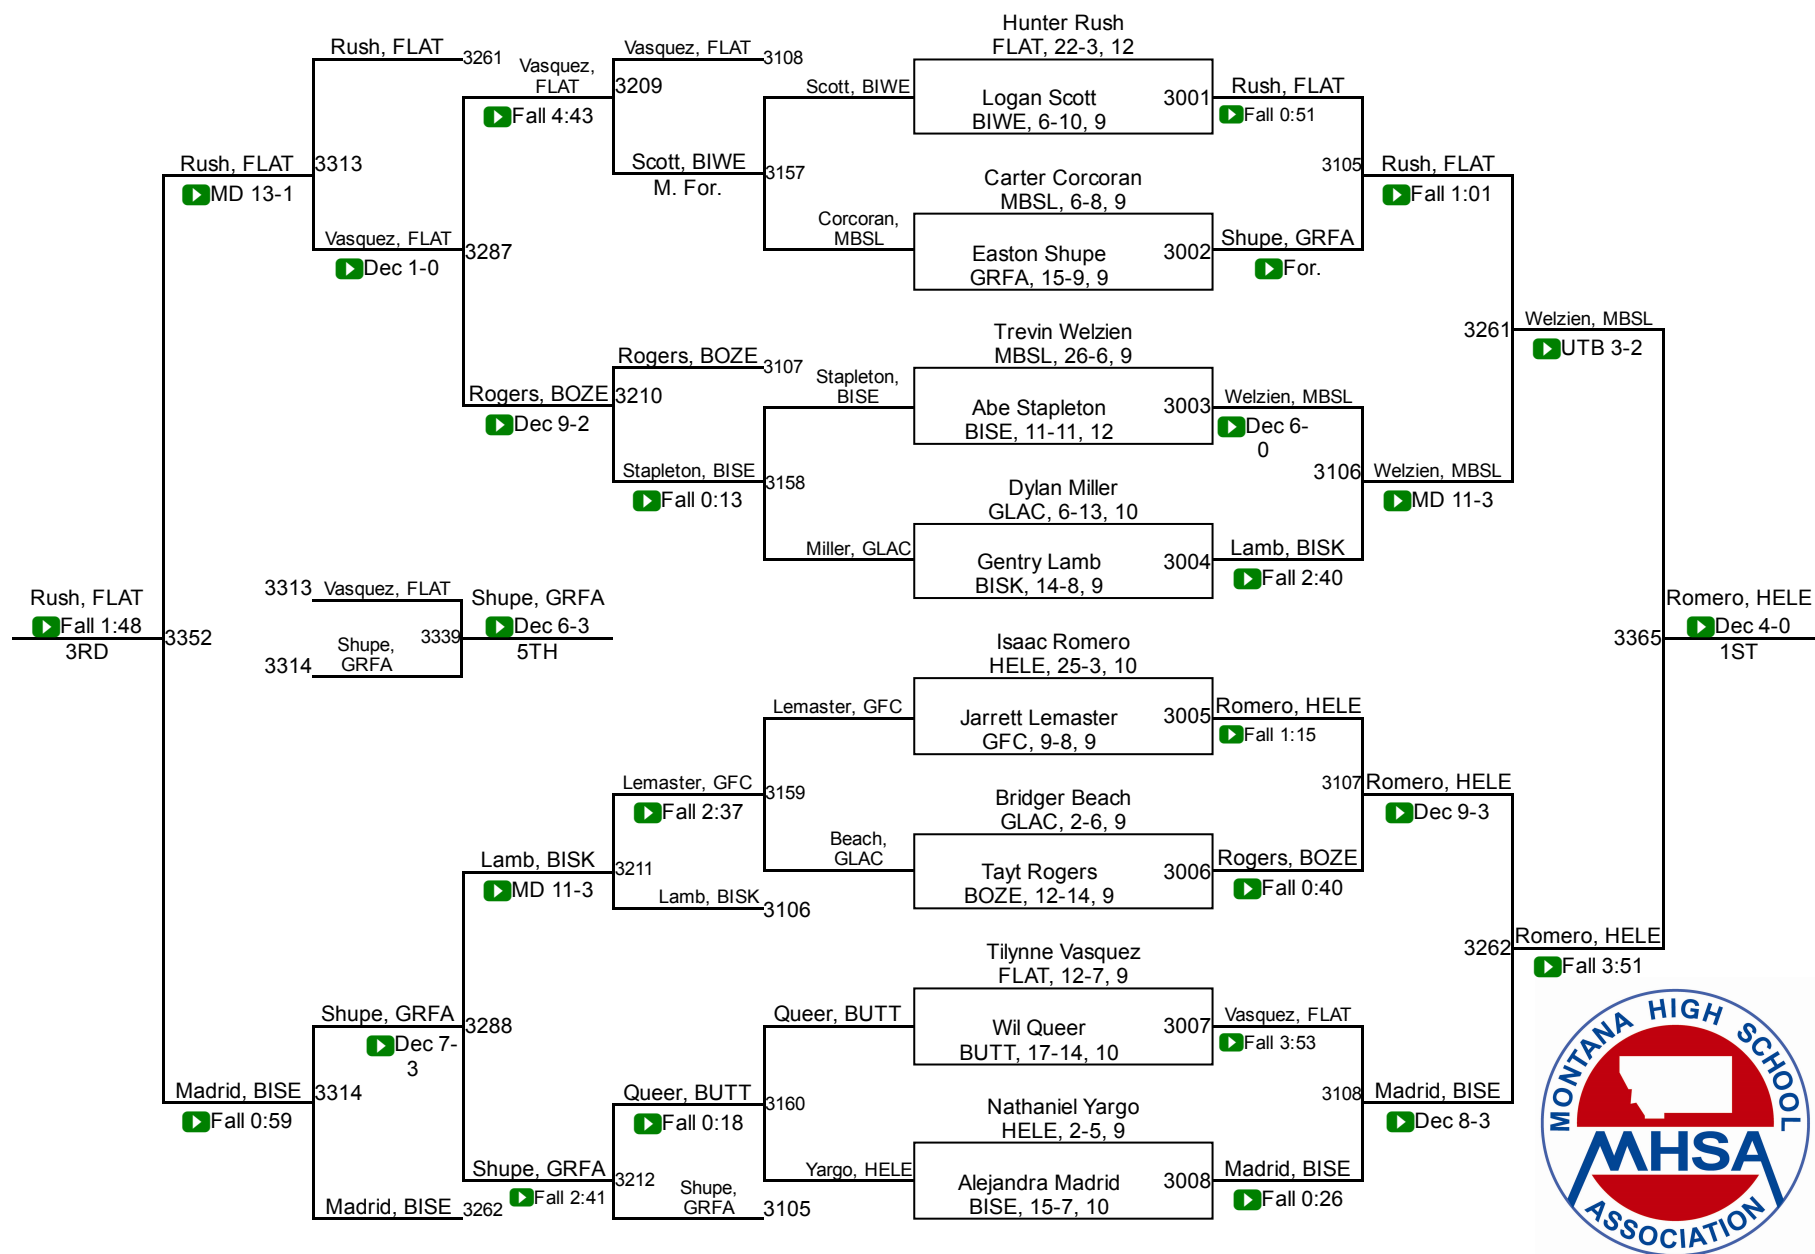 Hunter Rush
FLAT, 22-3, 12
Rush, FLAT
3261
Vasquez,
FLAT
Vasquez, FLAT
3108
Scott, BIWE
Logan Scott
BIWE, 6-10, 9
3001
Rush, FLAT
Fall 0:51
3209
Fall 4:43
Rush, FLAT
3313
MD 13-1
Scott, BIWE
M. For.
3157
Carter Corcoran
MBSL, 6-8, 9
3105
Rush, FLAT
Fall 1:01
Corcoran,
MBSL
Easton Shupe
GRFA, 15-9, 9
3002
Shupe, GRFA
For.
Vasquez, FLAT
3287
Dec 1-0
Trevin Welzien
MBSL, 26-6, 9
3261
Welzien, MBSL
UTB 3-2
Rogers, BOZE
3107
Stapleton,
BISE
Abe Stapleton
BISE, 11-11, 12
3003
Welzien, MBSL
Dec 6-
0
Rogers, BOZE
3210
Dec 9-2
Stapleton, BISE
3158
Fall 0:13
Dylan Miller
GLAC, 6-13, 10
3106
Welzien, MBSL
MD 11-3
Miller, GLAC
Gentry Lamb
BISK, 14-8, 9
3004
Lamb, BISK
Fall 2:40
Rush, FLAT
Fall 1:48
3RD
3352
3313
Vasquez, FLAT
Shupe,
GRFA
3314
3339
Shupe, GRFA
Dec 6-3
5TH
Isaac Romero
HELE, 25-3, 10
3365
Romero, HELE
Dec 4-0
1ST
Lemaster, GFC
Jarrett Lemaster
GFC, 9-8, 9
3005
Romero, HELE
Fall 1:15
Lemaster, GFC
3159
Fall 2:37
Bridger Beach
GLAC, 2-6, 9
3107
Romero, HELE
Dec 9-3
Beach,
GLAC
Tayt Rogers
BOZE, 12-14, 9
3006
Rogers, BOZE
Fall 0:40
Lamb, BISK
3211
MD 11-3
Lamb, BISK
3106
Tilynne Vasquez
FLAT, 12-7, 9
3262
Romero, HELE
Fall 3:51
Shupe, GRFA
3288
Dec 7-
3
Queer, BUTT
Wil Queer
BUTT, 17-14, 10
3007
Vasquez, FLAT
Fall 3:53
Madrid, BISE
3314
Fall 0:59
Queer, BUTT
3160
Fall 0:18
Nathaniel Yargo
HELE, 2-5, 9
3108
Madrid, BISE
Dec 8-3
Shupe, GRFA
3212
Fall 2:41
Yargo, HELE
Alejandra Madrid
BISE, 15-7, 10
3008
Madrid, BISE
Fall 0:26
Madrid, BISE
3262
Shupe,
GRFA
3105
MONTANA HIGH SCHOOL
MHSA
ASSOCIATION